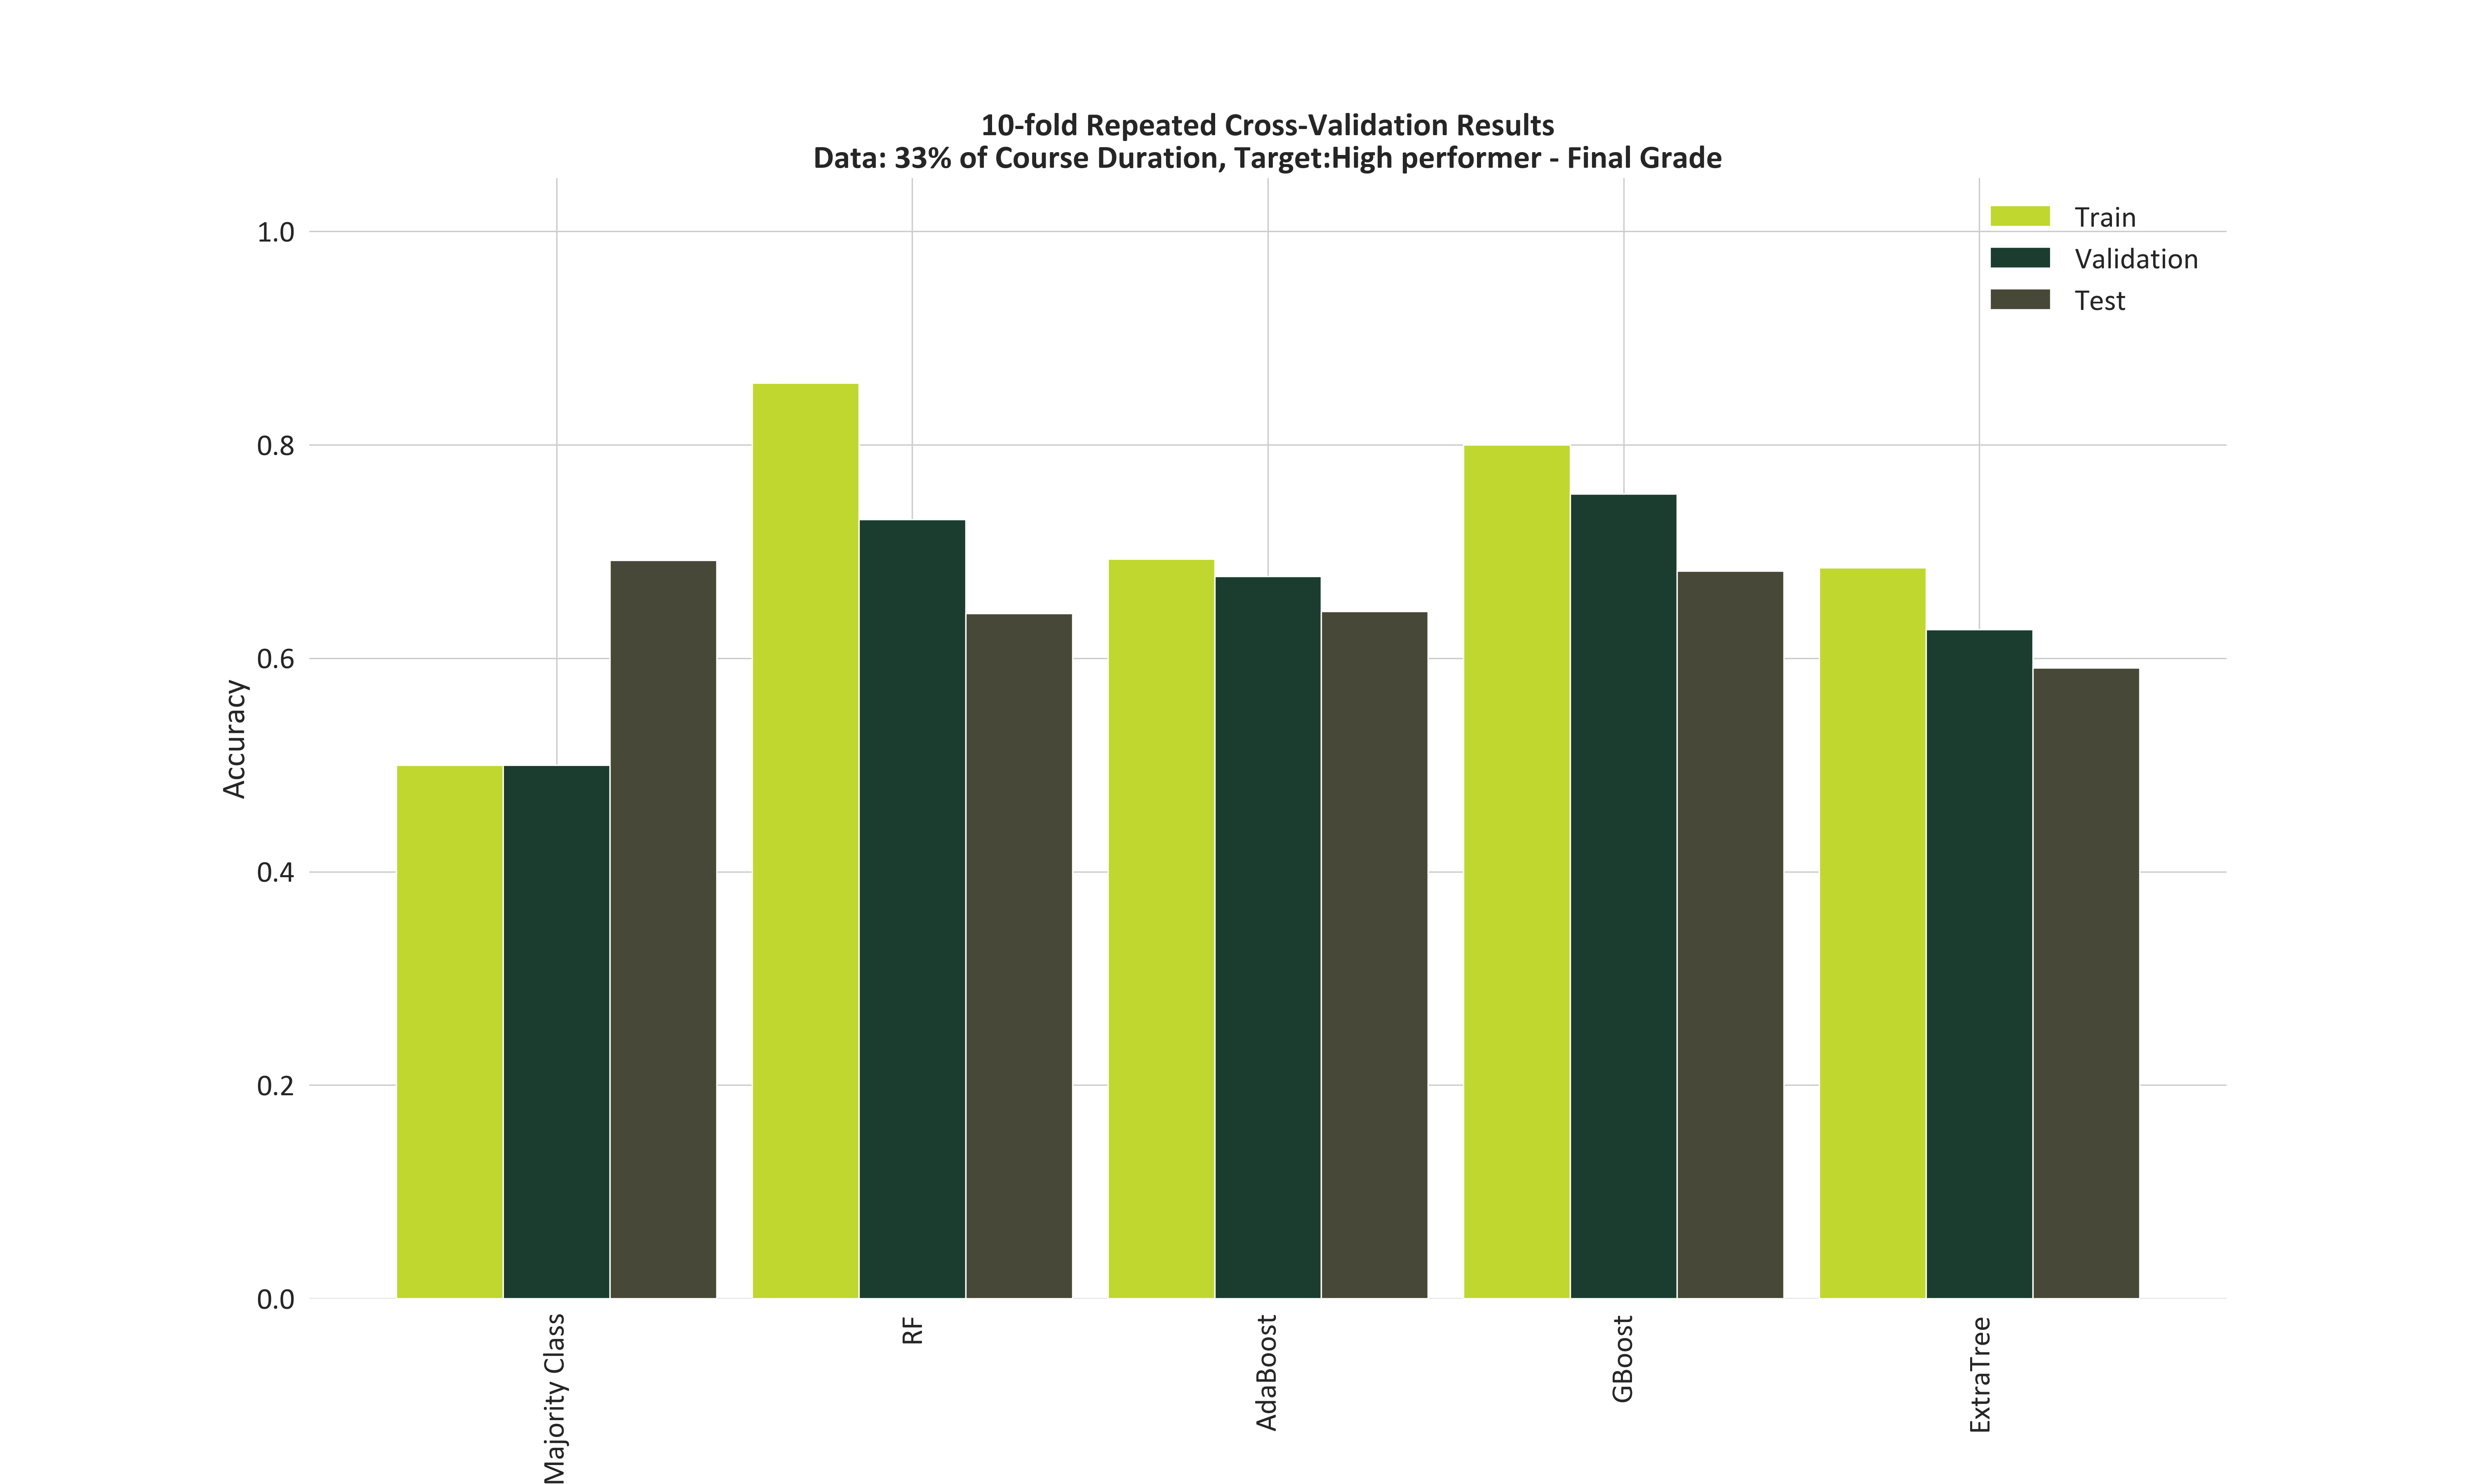 10-fold Repeated Cross-Validation Results
Data: 33% of Course Duration, Target:High performer - Final Grade
Train
Validation
Test
1.0
0.8
0.6
0.4
0.2
0.0
Accuracy
Majority Class
RF
AdaBoost
GBoost
ExtraTree